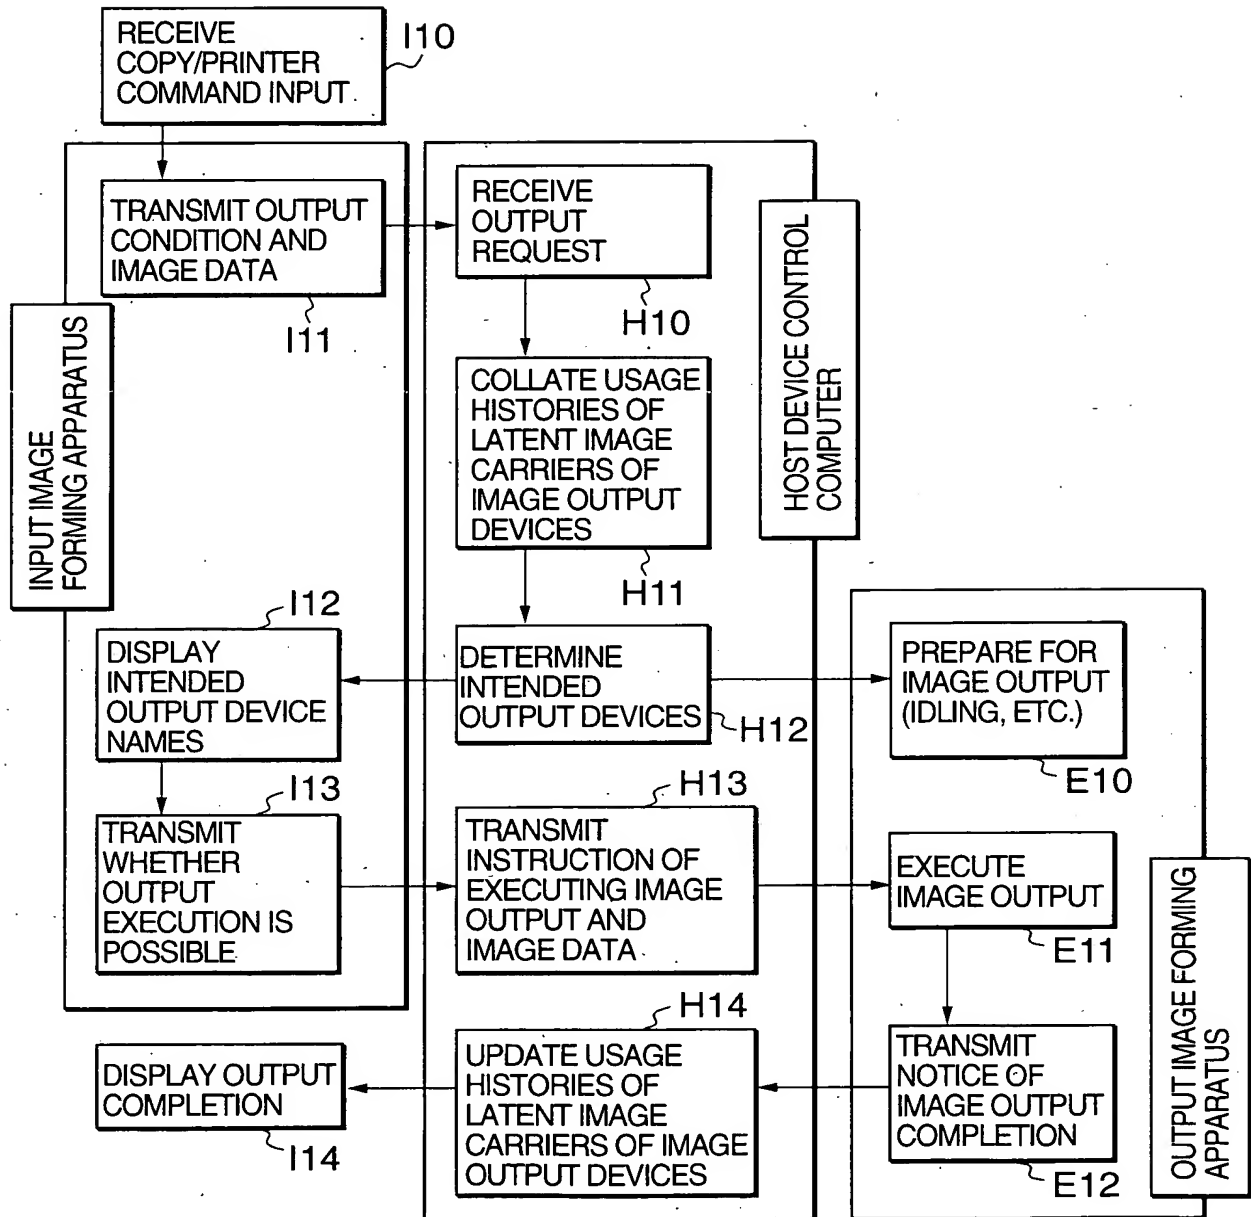 RECEIVE
COPY/PRINTER
COMMAND INPUT
I10
TRANSMIT OUTPUT
CONDITION AND
IMAGE DATA
I11
INPUT IMAGE
FORMING APPARATUS
RECEIVE
OUTPUT
REQUEST
H10
HOST DEVICE CONTROL
COMPUTER
COLLATE USAGE
HISTORIES OF
LATENT IMAGE
CARRIERS OF
IMAGE OUTPUT
DEVICES
H11
I12
DISPLAY
INTENDED
OUTPUT DEVICE
NAMES
DETERMINE
INTENDED
OUTPUT DEVICES
H12
PREPARE FOR
IMAGE OUTPUT
(IDLING, ETC.)
E10
I13
TRANSMIT
WHETHER
OUTPUT
EXECUTION IS
POSSIBLE
H13
TRANSMIT
INSTRUCTION OF
EXECUTING IMAGE
OUTPUT AND
IMAGE DATA
EXECUTE
IMAGE OUTPUT
E11
OUTPUT IMAGE FORMING
APPARATUS
DISPLAY OUTPUT
COMPLETION
I14
H14
UPDATE USAGE
HISTORIES OF
LATENT IMAGE
CARRIERS OF IMAGE
OUTPUT DEVICES
TRANSMIT
NOTICE OF
IMAGE OUTPUT
COMPLETION
E12